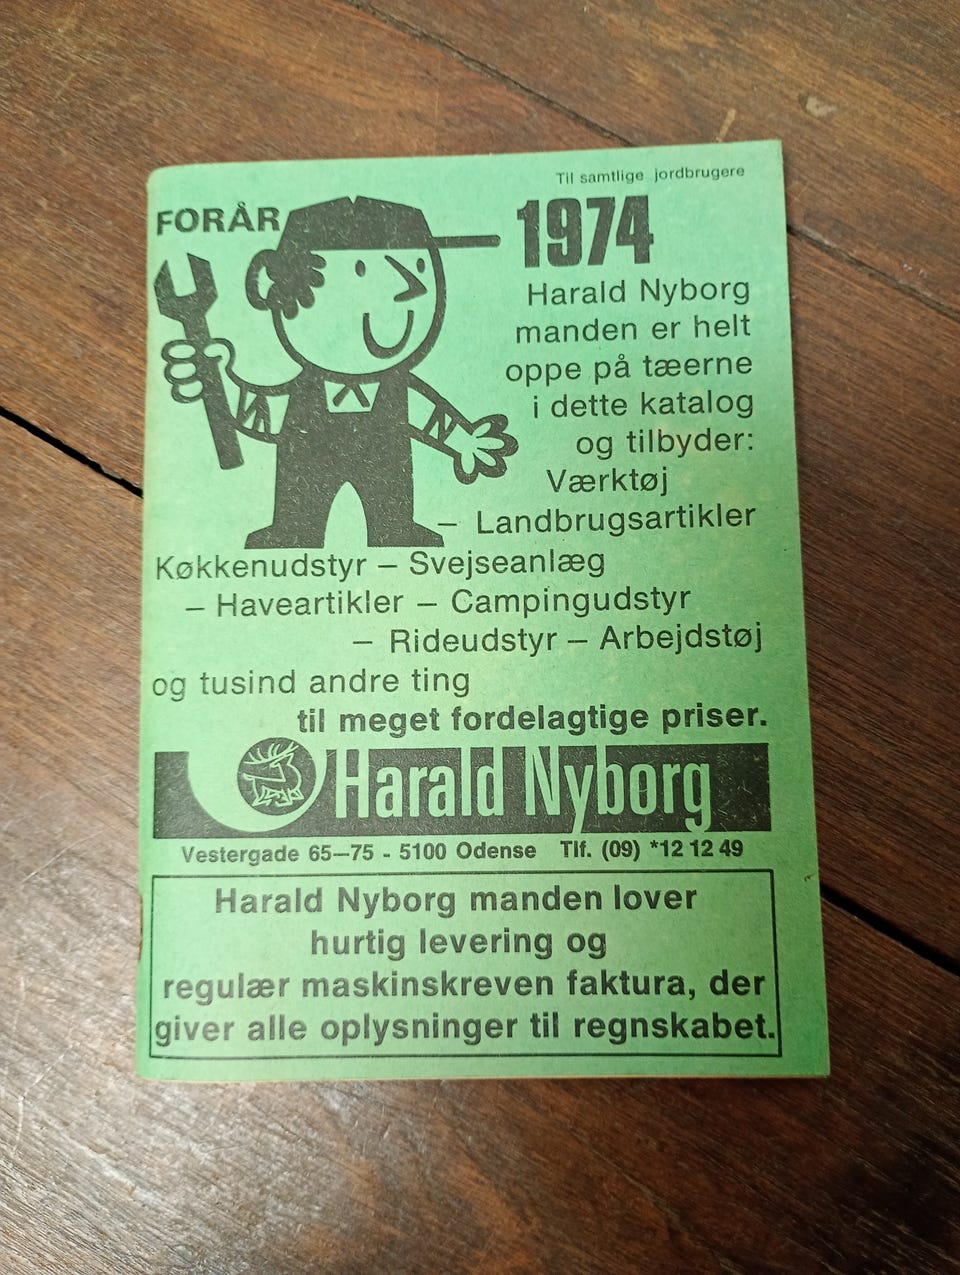 Til samtlige jordbrugere
FORÅR
1974
Harald Nyborg
manden er helt
oppe på tæerne
i dette katalog
og tilbyder:
Værktøj
– Landbrugsartikler
Køkkenudstyr – Svejseanlæg
– Haveartikler – Campingudstyr
– Rideudstyr – Arbejdstøj
og tusind andre ting
til meget fordelagtige priser.
Harald Nyborg
Vestergade 65–75 - 5100 Odense Tlf. (09) *12 12 49
Harald Nyborg manden lover
hurtig levering og
regulær maskinskreven faktura, der
giver alle oplysninger til regnskabet.